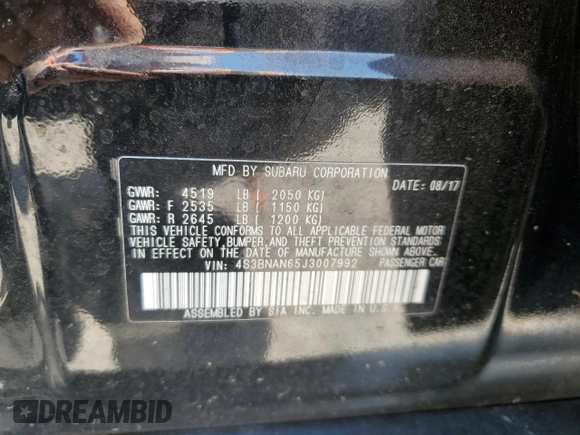 MFD BY SUBARU CORPORATION
DATE: 08/17
GVWR: 4519 LB [ 2050 KG]
GAWR: F 2535 LB [ 1150 KG]
GAWR: R 2645 LB [ 1200 KG]
THIS VEHICLE CONFORMS TO ALL APPLICABLE FEDERAL MOTOR
VEHICLE SAFETY, BUMPER, AND THEFT PREVENTION STANDARDS
IN EFFECT ON THE DATE OF MANUFACTURE SHOWN ABOVE.
VIN: 4S3BNAN65J3007992 PASSENGER CAR
ASSEMBLED BY SIA INC. MADE IN U.S.A
DREAMBID